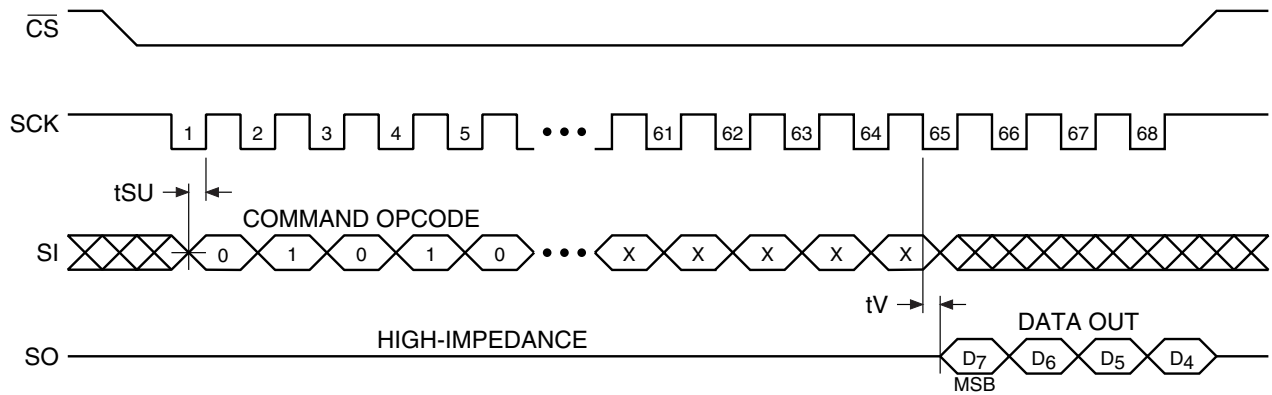 CS
SCK 1 2 3 4 5 ••• 61 62 63 64 65 66 67 68
tSU
COMMAND OPCODE
SI 0 1 0 1 0 ••• X X X X X
tV
HIGH-IMPEDANCE DATA OUT
SO D7 D6 D5 D4
MSB